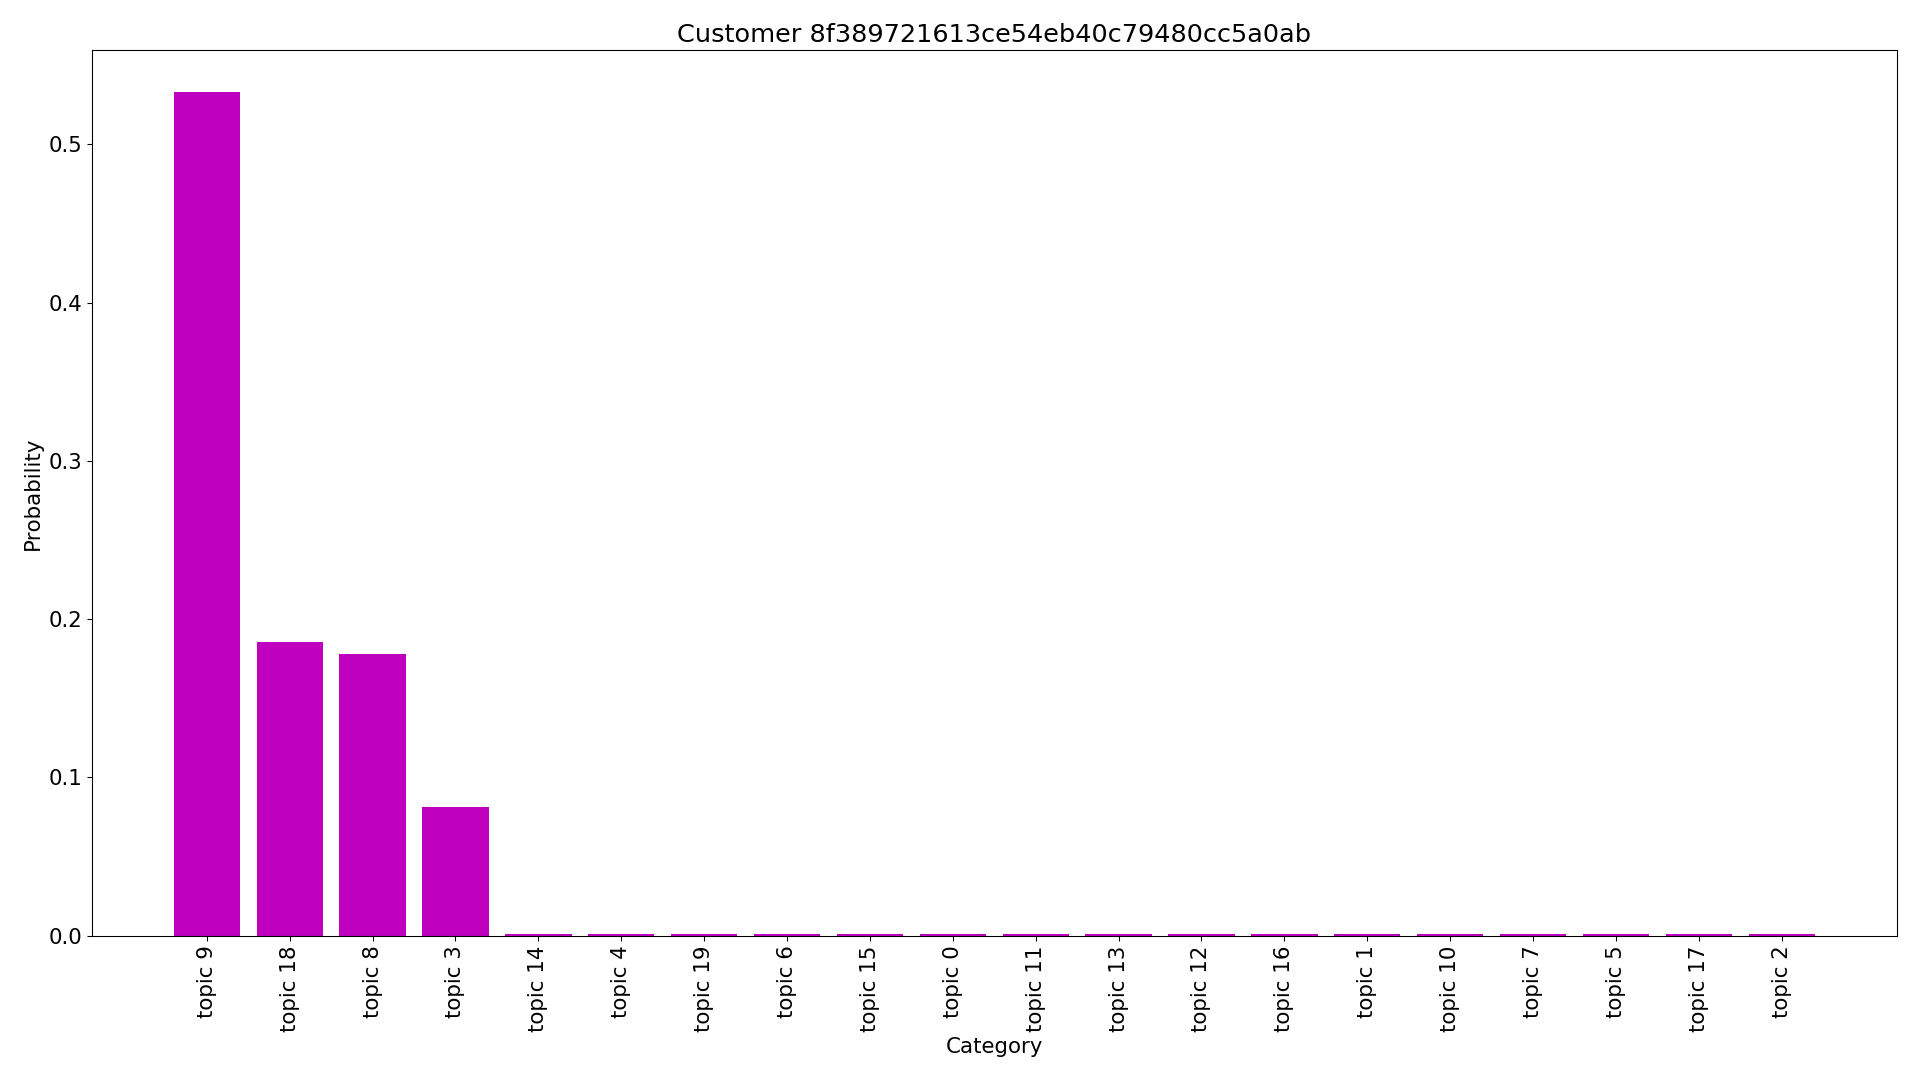 Customer 8f389721613ce54eb40c79480cc5a0ab
Probability
0.5
0.4
0.3
0.2
0.1
0.0
topic 9
topic 18
topic 8
topic 3
topic 14
topic 4
topic 19
topic 6
topic 15
topic 0
topic 11
topic 13
topic 12
topic 16
topic 1
topic 10
topic 7
topic 5
topic 17
topic 2
Category